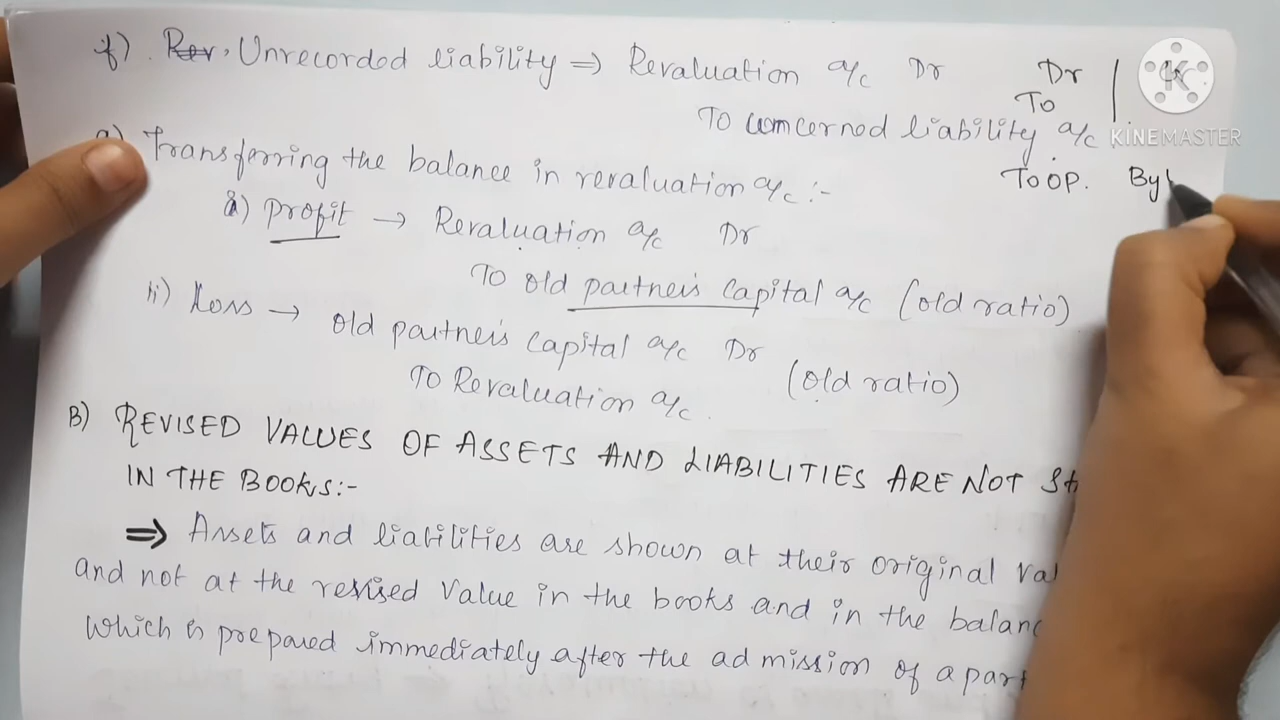 f) Rev. Unrecorded liability ⇒ Revaluation a/c Dr
To concerned liability a/c
Dr
To
To OP. By
KINEMASTER
g) Transferring the balance in revaluation a/c :-
i) Profit → Revaluation a/c Dr
To old partner's capital a/c (old ratio)
ii) Loss → old partner's capital a/c Dr
To Revaluation a/c. (old ratio)
B) REVISED VALUES OF ASSETS AND LIABILITIES ARE NOT
IN THE BOOKS:-
⇒ Assets and liabilities are shown at their original
and not at the revised value in the books and in the
which is prepared immediately after the admission of a